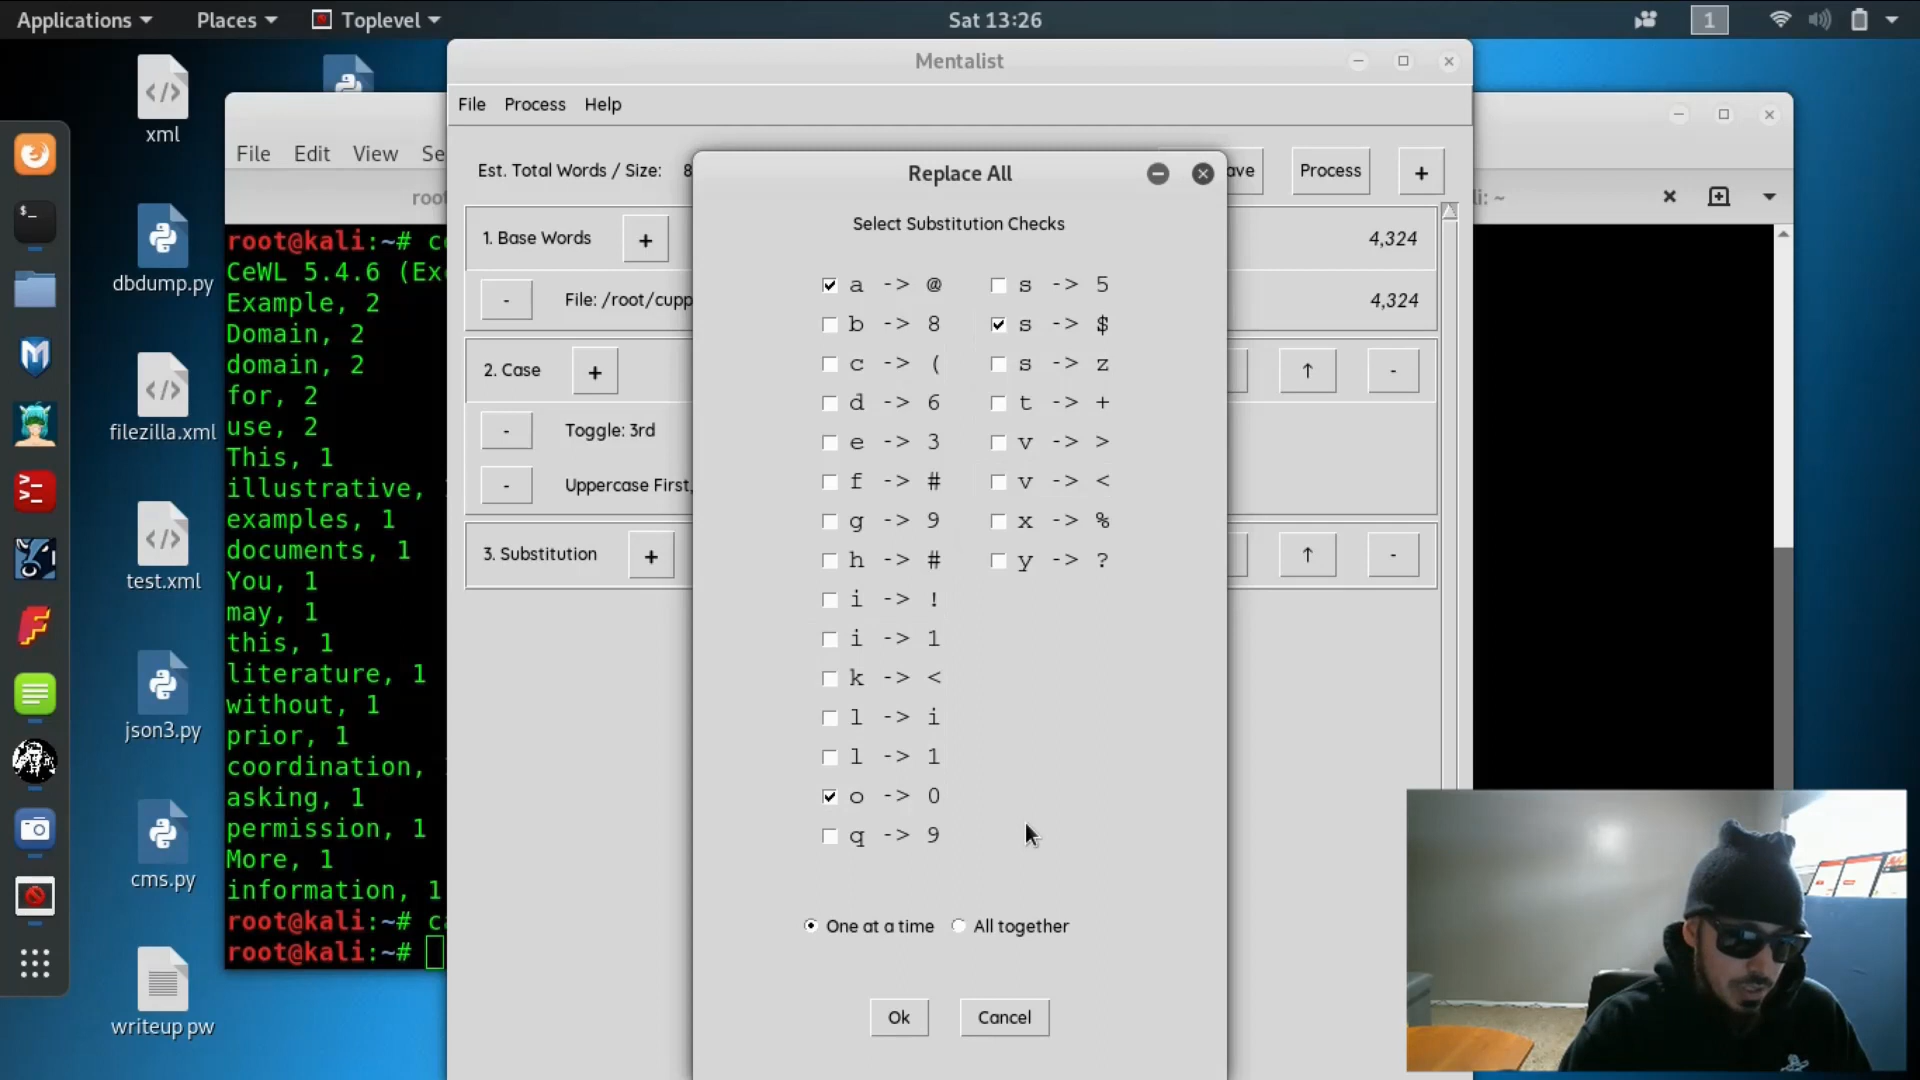 Applications
Places
Toplevel
Sat 13:26
1
xml
dbdump.py
filezilla.xml
test.xml
json3.py
cms.py
writeup pw
File Edit View Se
root
root@kali:~# c
CeWL 5.4.6 (Ex
Example, 2
Domain, 2
domain, 2
for, 2
use, 2
This, 1
illustrative,
examples, 1
documents, 1
You, 1
may, 1
this, 1
literature, 1
without, 1
prior, 1
coordination,
asking, 1
permission, 1
More, 1
information, 1
root@kali:~# c
root@kali:~#
li: ~
Mentalist
File Process Help
Est. Total Words / Size: 8
ave
Process
+
1. Base Words +
4,324
- File: /root/cupp
4,324
2. Case +
↑ -
- Toggle: 3rd
- Uppercase First,
3. Substitution +
↑ -
Replace All
Select Substitution Checks
a -> @
b -> 8
c -> (
d -> 6
e -> 3
f -> #
g -> 9
h -> #
i -> !
i -> 1
k -> <
l -> i
l -> 1
o -> 0
q -> 9
s -> 5
s -> $
s -> z
t -> +
v -> >
v -> <
x -> %
y -> ?
One at a time
All together
Ok
Cancel